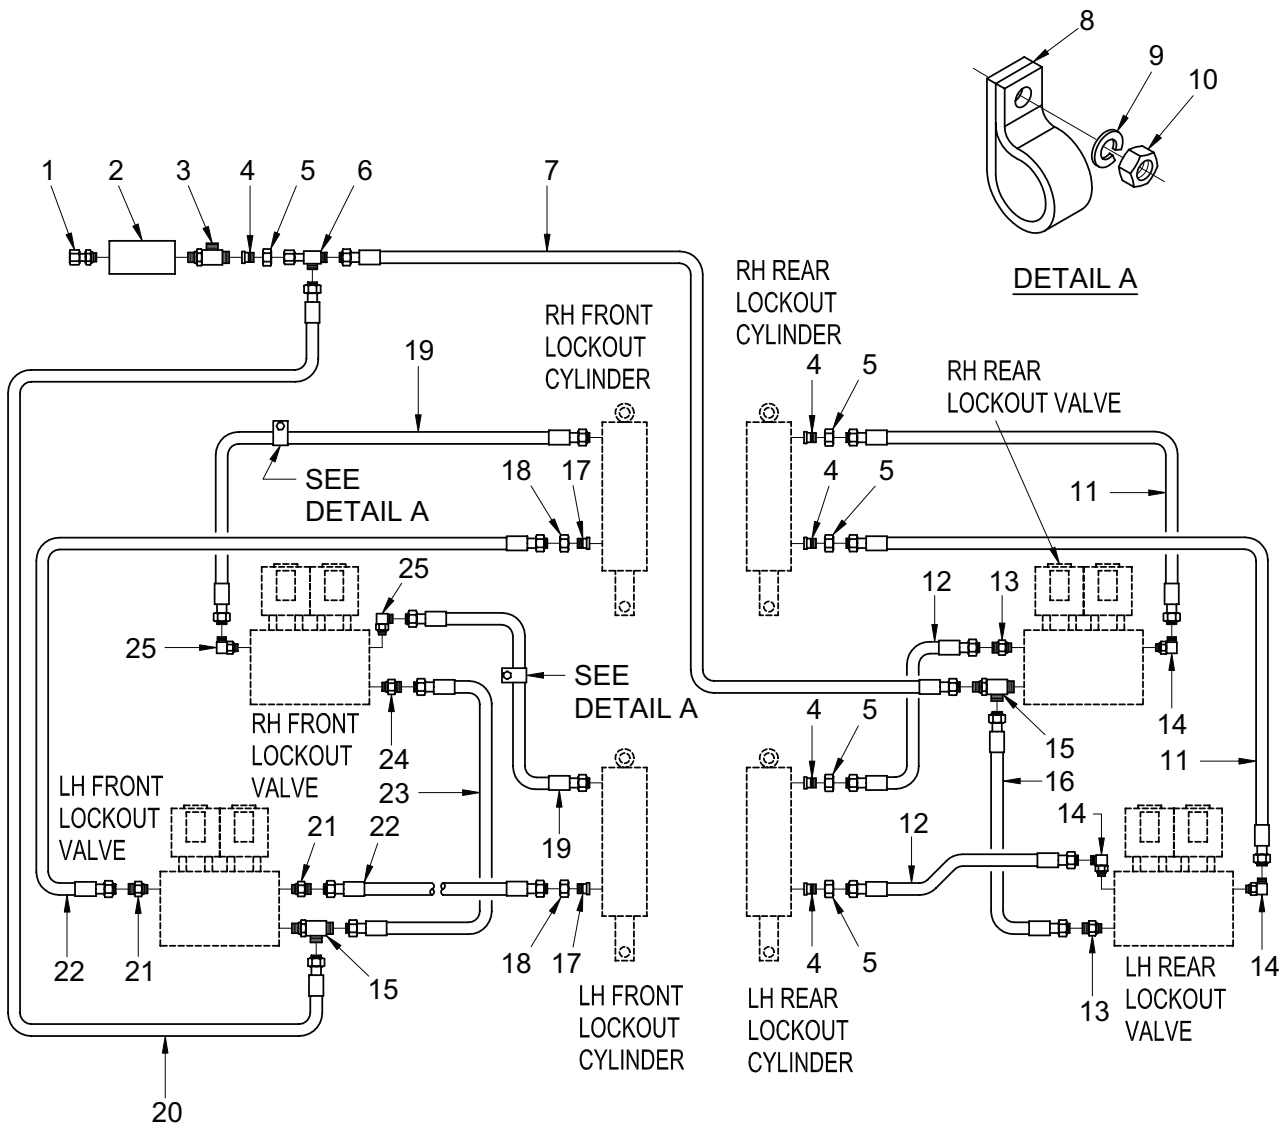 8
9
10
DETAIL A
1
2
3
4
5
6
7
RH REAR
LOCKOUT
CYLINDER
RH FRONT
LOCKOUT
CYLINDER
19
4
5
RH REAR
LOCKOUT VALVE
SEE
DETAIL A
18
17
4
5
11
25
12
13
25
SEE
DETAIL A
RH FRONT
LOCKOUT
VALVE
24
4
5
15
14
16
11
LH FRONT
LOCKOUT
VALVE
23
21
22
19
12
14
22
21
15
18
17
4
5
13
14
LH FRONT
LOCKOUT
CYLINDER
LH REAR
LOCKOUT
CYLINDER
LH REAR
LOCKOUT
VALVE
20